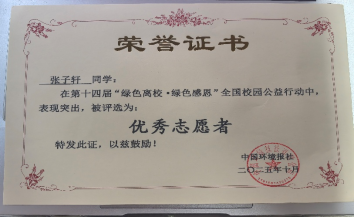 荣誉证书
张子轩 同学：
在第十四届“绿色离校·绿色感恩”全国校园公益行动中，
表现突出，被评选为：
优秀志愿者
特发此证，以兹鼓励！
中国环境报社
二〇二五年十月